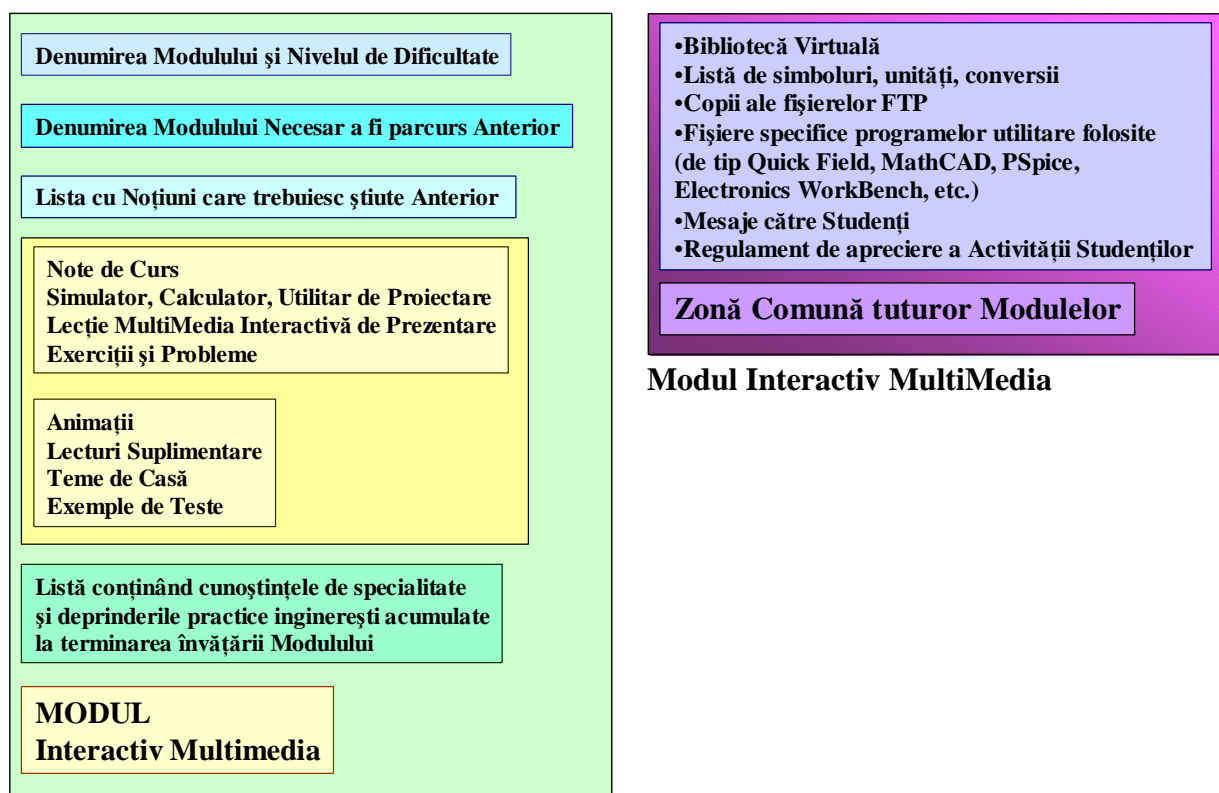 Denumirea Modulului şi Nivelul de Dificultate
Denumirea Modulului Necesar a fi parcurs Anterior
Lista cu Noţiuni care trebuiesc ştiute Anterior
Note de Curs
Simulator, Calculator, Utilitar de Proiectare
Lecţie MultiMedia Interactivă de Prezentare
Exerciţii şi Probleme
Animaţii
Lecturi Suplimentare
Teme de Casă
Exemple de Teste
Listă conţinând cunoştinţele de specialitate
şi deprinderile practice inginereşti acumulate
la terminarea învăţării Modulului
MODUL
Interactiv Multimedia
•Bibliotecă Virtuală
•Listă de simboluri, unităţi, conversii
•Copii ale fişierelor FTP
•Fişiere specifice programelor utilitare folosite
(de tip Quick Field, MathCAD, PSpice,
Electronics WorkBench, etc.)
•Mesaje către Studenţi
•Regulament de apreciere a Activităţii Studenţilor
Zonă Comună tuturor Modulelor
Modul Interactiv MultiMedia